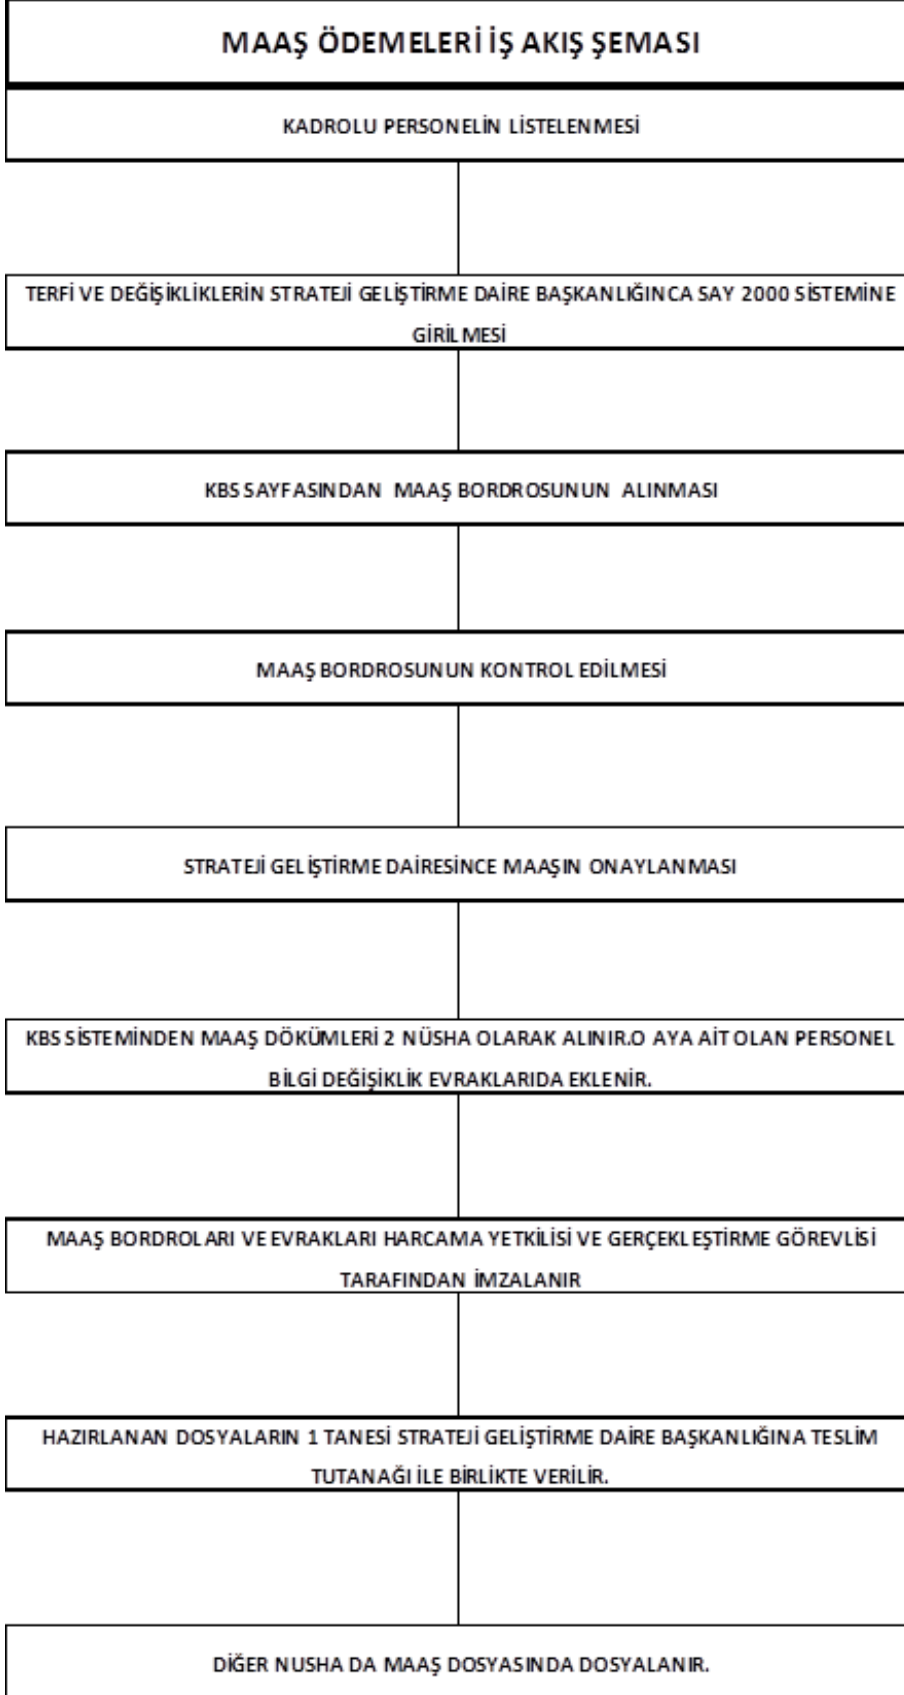 MAAŞ ÖDEMELERİ İŞ AKIŞ ŞEMASI
KADROLU PERSONELİN LİSTELENMESİ
TERFİ VE DEĞİŞİKLİKLERİN STRATEJİ GELİŞTİRME DAİRE BAŞKANLIĞINCA SAY 2000 SİSTEMİNE
GİRİLMESİ
KBS SAYFASINDAN MAAŞ BORDROSUNUN ALINMASI
MAAŞ BORDROSUNUN KONTROL EDİLMESİ
STRATEJİ GELİŞTİRME DAİRESİNCE MAAŞIN ONAYLANMASI
KBS SİSTEMİNDEN MAAŞ DÖKÜMLERİ 2 NÜSHA OLARAK ALINIR.O AYA AİT OLAN PERSONEL
BİLGİ DEĞİŞİKLİK EVRAKLARIDA EKLENİR.
MAAŞ BORDROLARI VE EVRAKLARI HARCAMA YETKİLİSİ VE GERÇEKLEŞTİRME GÖREVLİSİ
TARAFINDAN İMZALANIR
HAZIRLANAN DOSYALARIN 1 TANESİ STRATEJİ GELİŞTİRME DAİRE BAŞKANLIĞINA TESLİM
TUTANAĞI İLE BİRLİKTE VERİLİR.
DİĞER NUSHA DA MAAŞ DOSYASINDA DOSYALANIR.